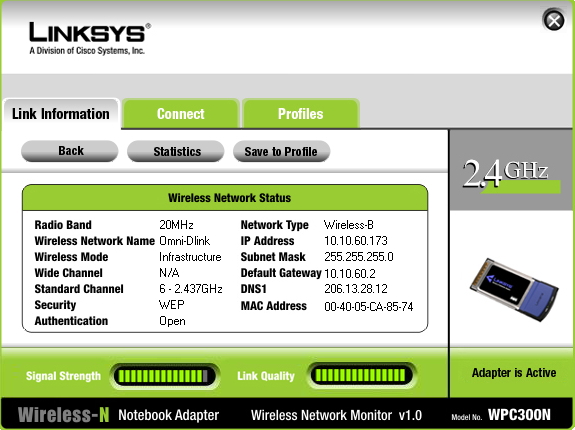 LINKSYS®
A Division of Cisco Systems, Inc.
Link Information Connect Profiles
Back Statistics Save to Profile
2.4GHz
Wireless Network Status
Radio Band 20MHz Network Type Wireless-B
Wireless Network Name Omni-Dlink IP Address 10.10.60.173
Wireless Mode Infrastructure Subnet Mask 255.255.255.0
Wide Channel N/A Default Gateway 10.10.60.2
Standard Channel 6 - 2.437GHz DNS1 206.13.28.12
Security WEP MAC Address 00-40-05-CA-85-74
Authentication Open
LINKSYS
Signal Strength Link Quality Adapter is Active
Wireless-N Notebook Adapter Wireless Network Monitor v1.0 Model No. WPC300N